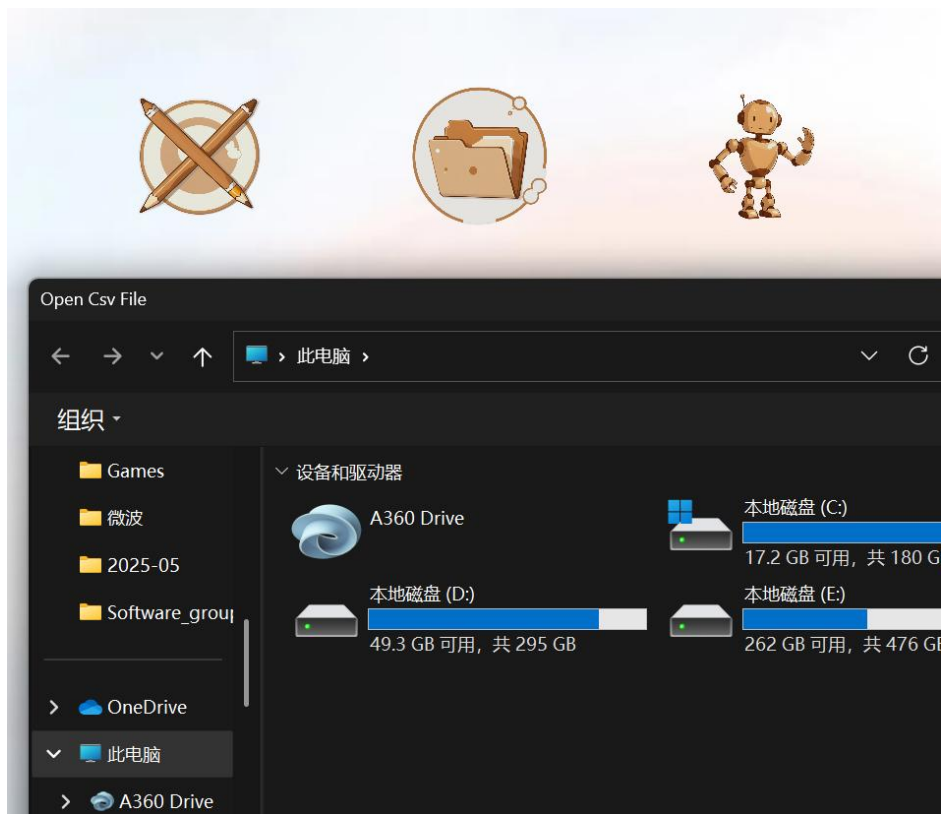 Open Csv File
此电脑
组织
Games
微波
2025-05
设备和驱动器
A360 Drive
本地磁盘 (C:)
17.2 GB 可用，共 180 G
本地磁盘 (D:)
49.3 GB 可用，共 295 GB
本地磁盘 (E:)
262 GB 可用，共 476 GB
Software_group
OneDrive
此电脑
A360 Drive